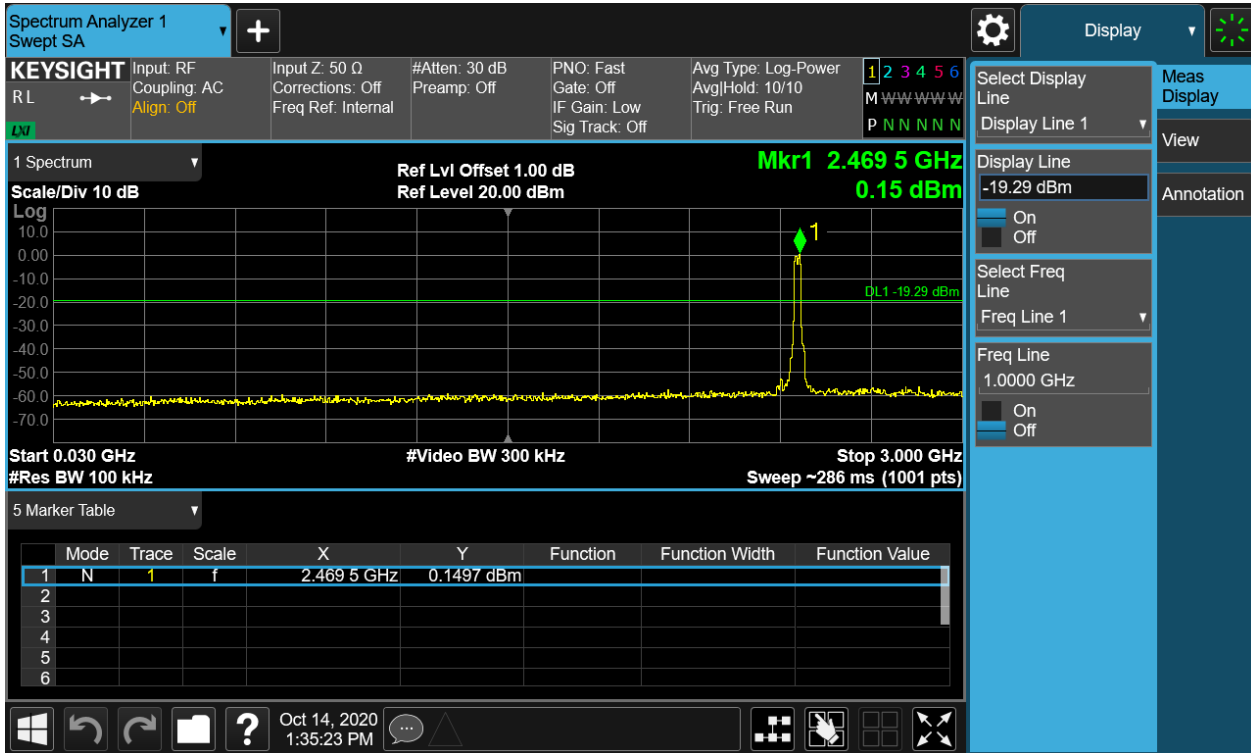 Spectrum Analyzer 1
Swept SA
+
Display
KEYSIGHT
R L
LXI
Input: RF
Coupling: AC
Align: Off
Input Z: 50 Ω
Corrections: Off
Freq Ref: Internal
#Atten: 30 dB
Preamp: Off
PNO: Fast
Gate: Off
IF Gain: Low
Sig Track: Off
Avg Type: Log-Power
Avg|Hold: 10/10
Trig: Free Run
1 2 3 4 5 6
M W W W W W
P N N N N N
1 Spectrum
Scale/Div 10 dB
Ref Lvl Offset 1.00 dB
Ref Level 20.00 dBm
Mkr1 2.469 5 GHz
0.15 dBm
Log
10.0
0.00
-10.0
-20.0
-30.0
-40.0
-50.0
-60.0
-70.0
1
DL1 -19.29 dBm
Start 0.030 GHz
#Video BW 300 kHz
Stop 3.000 GHz
#Res BW 100 kHz
Sweep ~286 ms (1001 pts)
5 Marker Table
Mode Trace Scale X Y Function Function Width Function Value
1 N 1 f 2.469 5 GHz 0.1497 dBm
2
3
4
5
6
?
Oct 14, 2020
1:35:23 PM
Select Display
Line
Display Line 1
Display Line
-19.29 dBm
On
Off
Select Freq
Line
Freq Line 1
Freq Line
1.0000 GHz
On
Off
Meas
Display
View
Annotation